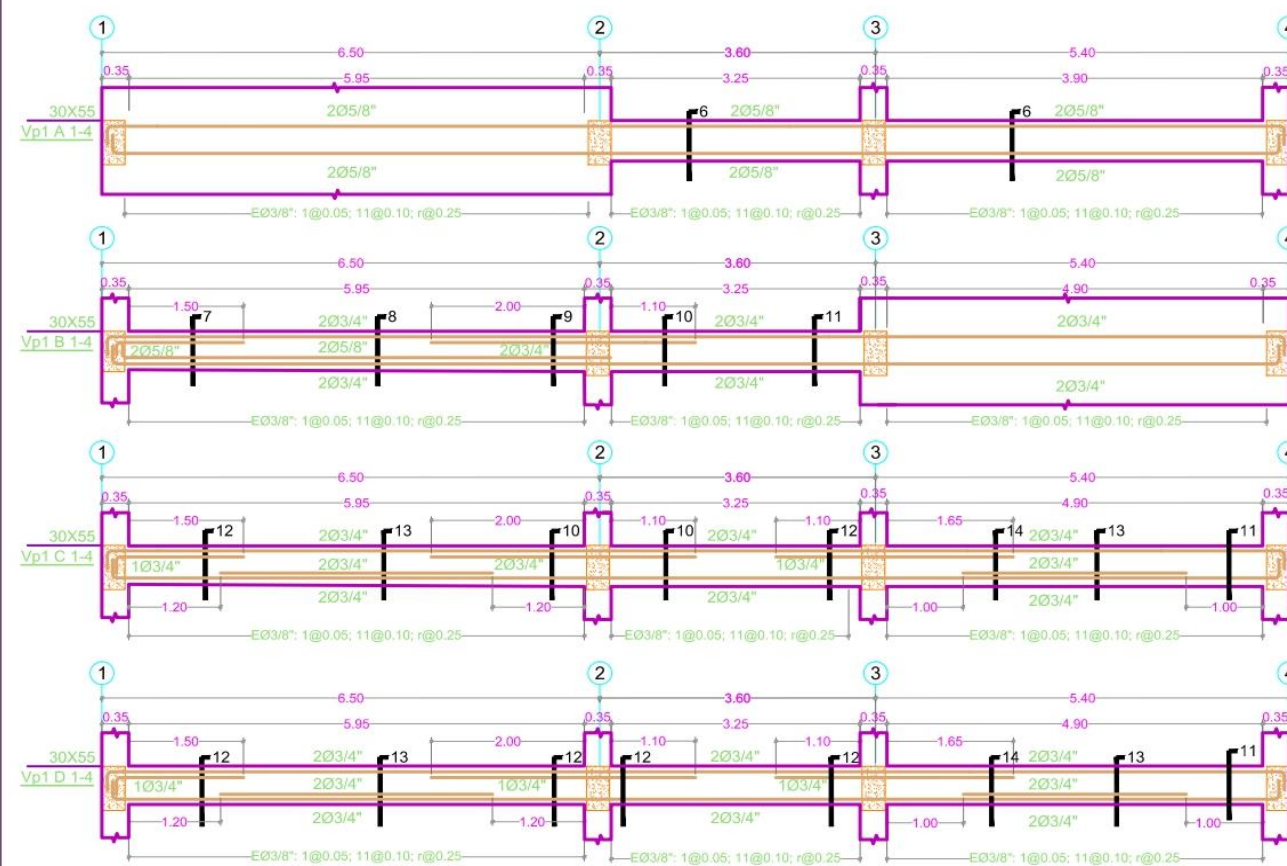 1 2 3 4
6.50 3.60 5.40
0.35 5.95 0.35 3.25 0.35 3.90 0.35
30X55 2Ø5/8" 6 2Ø5/8" 6 2Ø5/8"
Vp1 A 1-4
2Ø5/8" 2Ø5/8" 2Ø5/8"
EØ3/8": 1@0.05; 11@0.10; r@0.25 EØ3/8": 1@0.05; 11@0.10; r@0.25 EØ3/8": 1@0.05; 11@0.10; r@0.25
1 2 3 4
6.50 3.60 5.40
0.35 5.95 0.35 3.25 0.35 4.90 0.35
1.50 2.00 1.10
30X55 7 2Ø3/4" 8 9 10 2Ø3/4" 11 2Ø3/4"
Vp1 B 1-4 2Ø5/8" 2Ø5/8" 2Ø3/4"
2Ø3/4" 2Ø3/4" 2Ø3/4"
EØ3/8": 1@0.05; 11@0.10; r@0.25 EØ3/8": 1@0.05; 11@0.10; r@0.25 EØ3/8": 1@0.05; 11@0.10; r@0.25
1 2 3 4
6.50 3.60 5.40
0.35 5.95 0.35 3.25 0.35 4.90 0.35
1.50 2.00 1.10 1.10 1.65
30X55 12 13 2Ø3/4" 10 10 2Ø3/4" 12 14 2Ø3/4" 13 11
Vp1 C 1-4 1Ø3/4" 2Ø3/4" 2Ø3/4" 1Ø3/4" 2Ø3/4"
2Ø3/4" 2Ø3/4" 2Ø3/4"
1.20 1.20 1.00 1.00
EØ3/8": 1@0.05; 11@0.10; r@0.25 EØ3/8": 1@0.05; 11@0.10; r@0.25 EØ3/8": 1@0.05; 11@0.10; r@0.25
1 2 3 4
6.50 3.60 5.40
0.35 5.95 0.35 3.25 0.35 4.90 0.35
1.50 2.00 1.10 1.10 1.65
30X55 12 2Ø3/4" 13 12 12 2Ø3/4" 12 14 2Ø3/4" 13 11
Vp1 D 1-4 1Ø3/4" 2Ø3/4" 1Ø3/4" 1Ø3/4" 2Ø3/4"
2Ø3/4" 2Ø3/4" 2Ø3/4"
1.20 1.20 1.00 1.00
EØ3/8": 1@0.05; 11@0.10; r@0.25 EØ3/8": 1@0.05; 11@0.10; r@0.25 EØ3/8": 1@0.05; 11@0.10; r@0.25